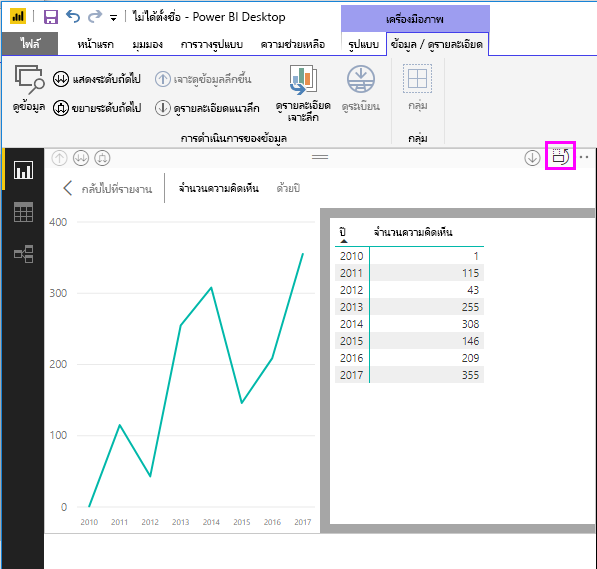 ไม่ได้ตั้งชื่อ - Power BI Desktop
เครื่องมือภาพ
ไฟล์ หน้าแรก มุมมอง การวางรูปแบบ ความช่วยเหลือ รูปแบบ ข้อมูล / ดูรายละเอียด
ดูข้อมูล
แสดงระดับถัดไป
ขยายระดับถัดไป
เจาะดูข้อมูลลึกขึ้น
ดูรายละเอียดแนวลึก
ดูรายละเอียด
เจาะลึก
ดูระเบียน
กลุ่ม
การดำเนินการของข้อมูล
กลุ่ม
กลับไปที่รายงาน จำนวนความคิดเห็น ด้วยปี
400
300
200
100
0
2010 2011 2012 2013 2014 2015 2016 2017
ปี จำนวนความคิดเห็น
2010 1
2011 115
2012 43
2013 255
2014 308
2015 146
2016 209
2017 355